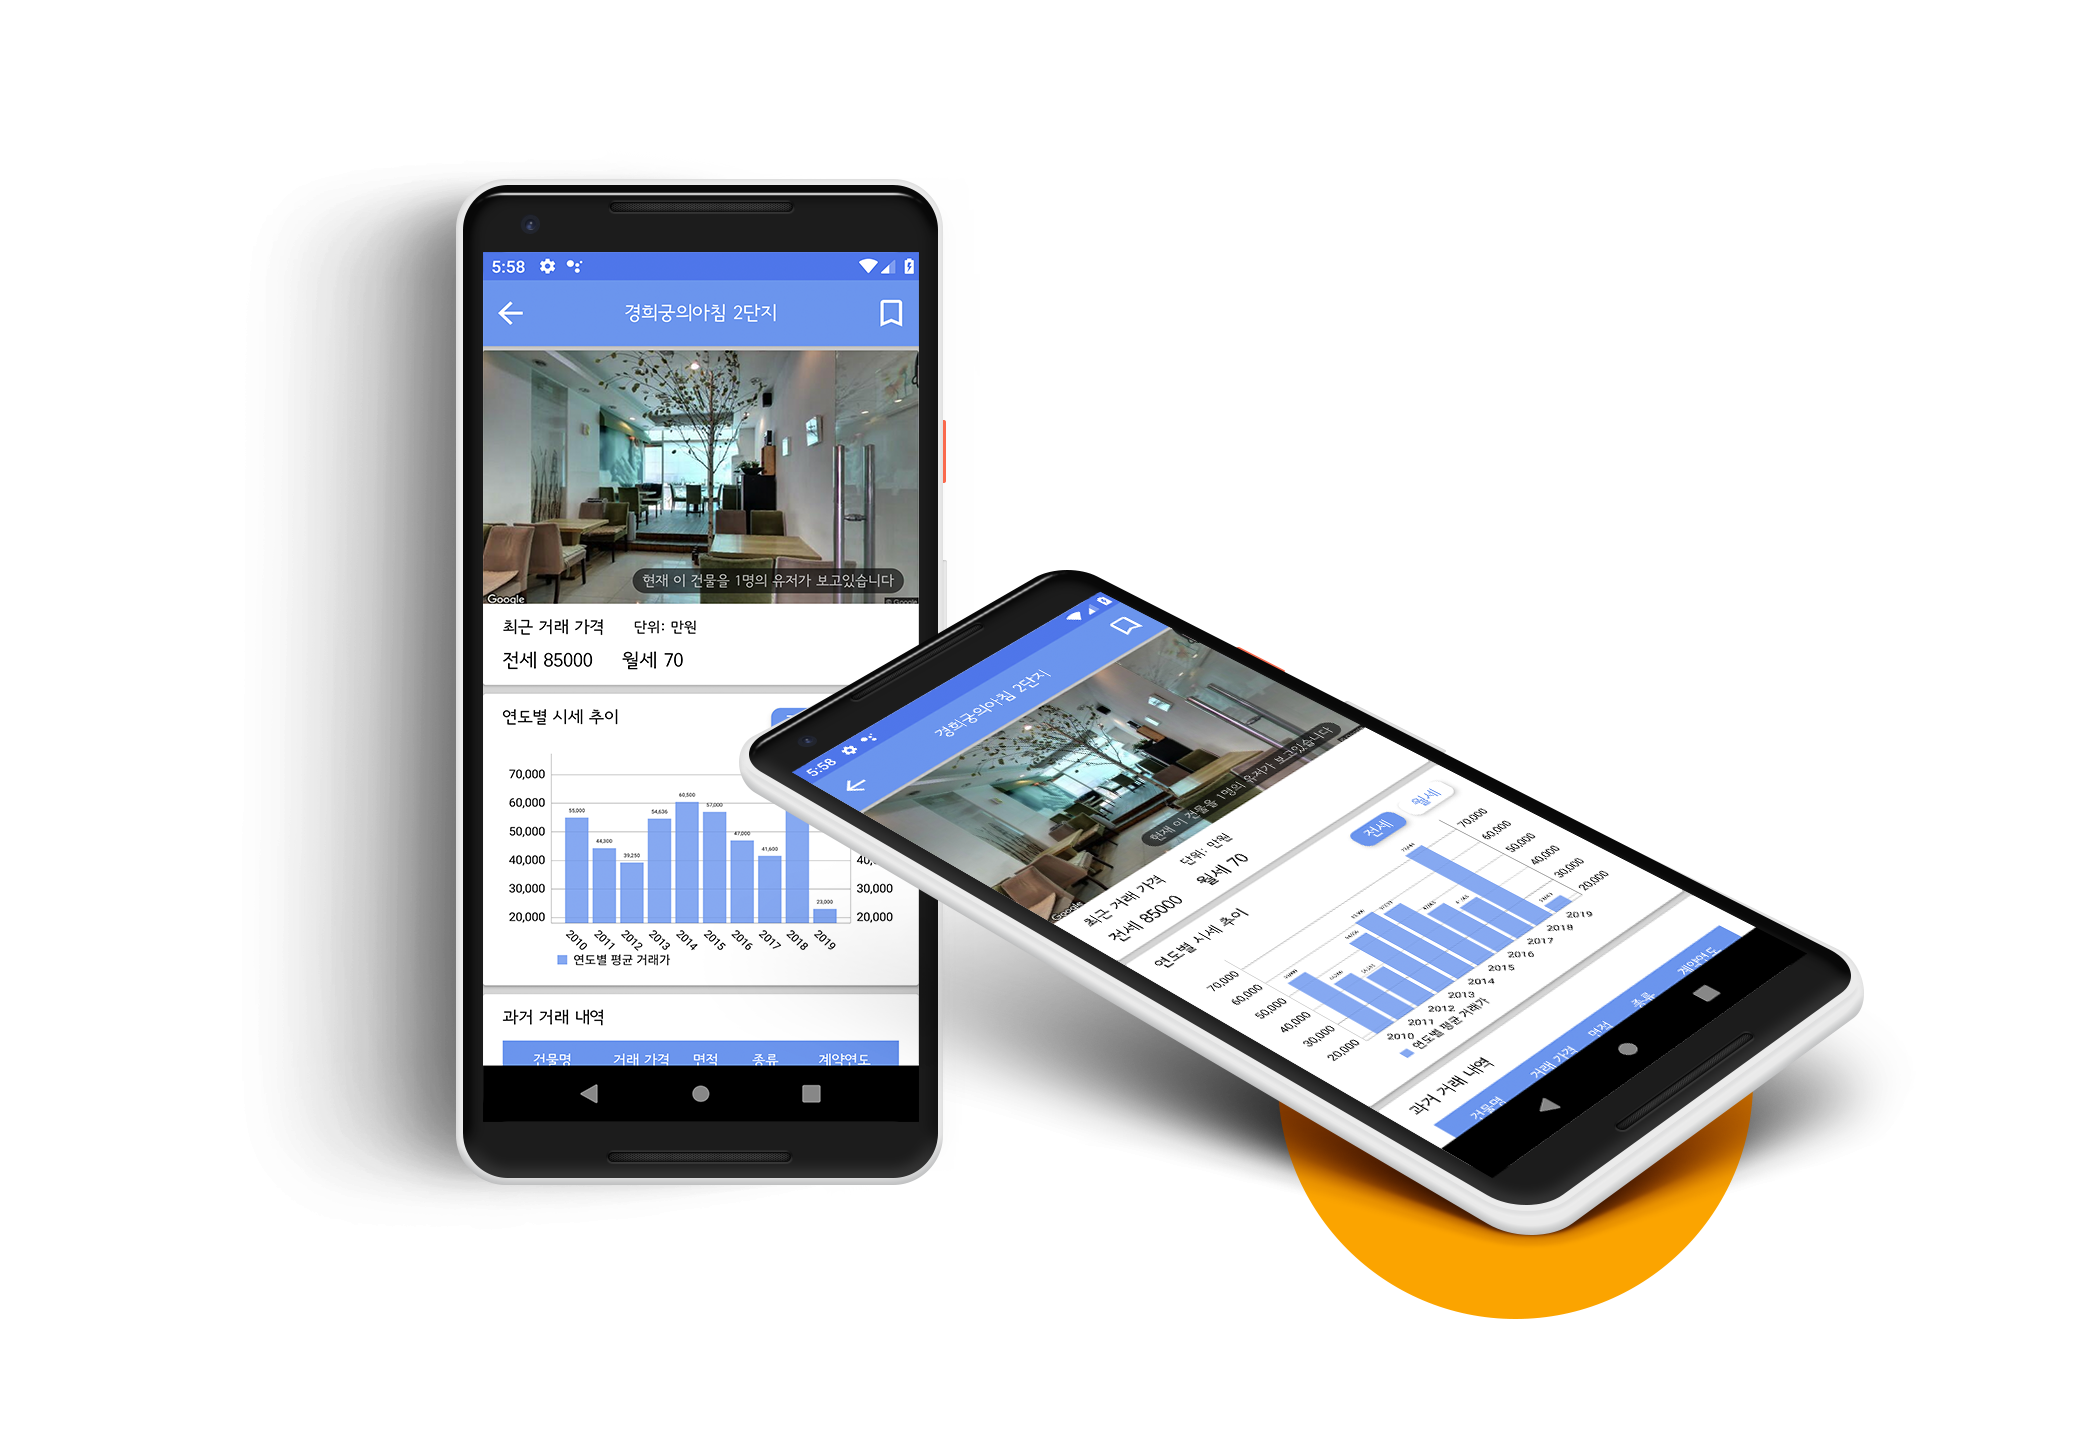 5:58
경희궁의아침 2단지
현재 이 건물을 1명의 유저가 보고있습니다
Google
© Google
최근 거래 가격 단위: 만원
전세 85000 월세 70
연도별 시세 추이
70,000
60,000
50,000
40,000
30,000
20,000
55,000
44,300
39,250
54,636
60,500
57,000
47,000
41,600
23,000
30,000
20,000
2010
2011
2012
2013
2014
2015
2016
2017
2018
2019
연도별 평균 거래가
과거 거래 내역
건물명 거래 가격 면적 종류 계약연도
5:58
경희궁의아침 2단지
현재 이 건물을 1명의 유저가 보고있습니다
Google
최근 거래 가격 단위: 만원
전세 85000 월세 70
연도별 시세 추이
전세 월세
70,000
60,000
50,000
40,000
30,000
20,000
70,000
60,000
50,000
40,000
30,000
20,000
2010
2011
2012
2013
2014
2015
2016
2017
2018
2019
연도별 평균 거래가
과거 거래 내역
건물명 거래 가격 면적 종류 계약연도